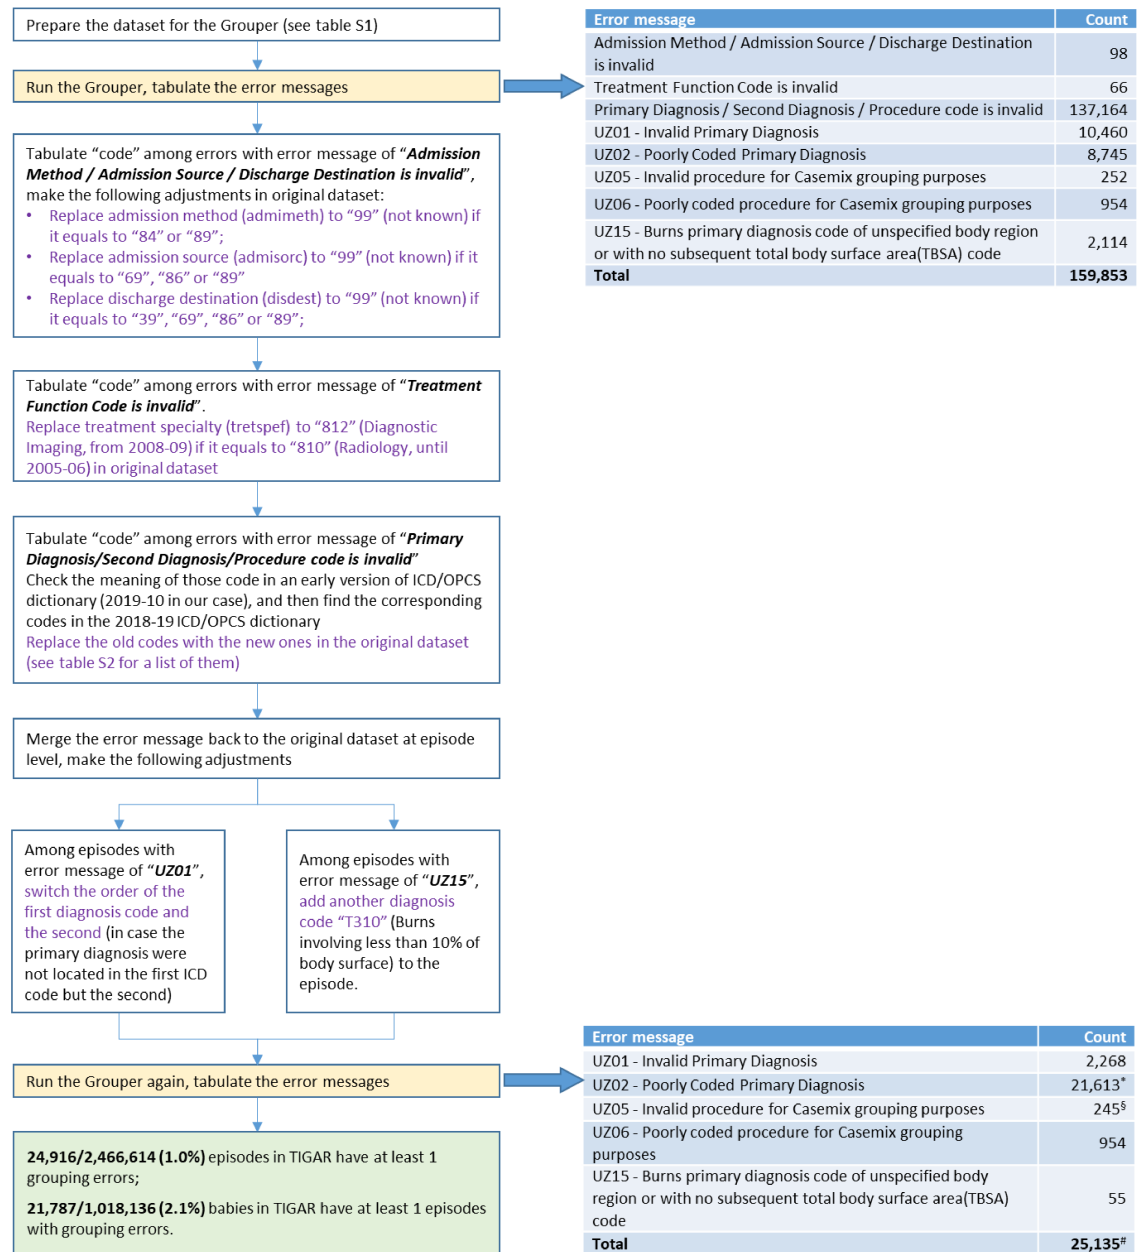 Prepare the dataset for the Grouper (see table S1)
Run the Grouper, tabulate the error messages
Error message Count
Admission Method / Admission Source / Discharge Destination
is invalid 98
Treatment Function Code is invalid 66
Primary Diagnosis / Second Diagnosis / Procedure code is invalid 137,164
UZ01 - Invalid Primary Diagnosis 10,460
UZ02 - Poorly Coded Primary Diagnosis 8,745
UZ05 - Invalid procedure for Casemix grouping purposes 252
UZ06 - Poorly coded procedure for Casemix grouping purposes 954
UZ15 - Burns primary diagnosis code of unspecified body region
or with no subsequent total body surface area(TBSA) code 2,114
Total 159,853
Tabulate “code” among errors with error message of “Admission
Method / Admission Source / Discharge Destination is invalid”,
make the following adjustments in original dataset:
• Replace admission method (admimeth) to “99” (not known) if
it equals to “84” or “89”;
• Replace admission source (admisorc) to “99” (not known) if it
equals to “69”, “86” or “89”
• Replace discharge destination (disdest) to “99” (not known) if
it equals to “39”, “69”, “86” or “89”;
Tabulate “code” among errors with error message of “Treatment
Function Code is invalid”.
Replace treatment specialty (tretspef) to “812” (Diagnostic
Imaging, from 2008-09) if it equals to “810” (Radiology, until
2005-06) in original dataset
Tabulate “code” among errors with error message of “Primary
Diagnosis/Second Diagnosis/Procedure code is invalid”
Check the meaning of those code in an early version of ICD/OPCS
dictionary (2019-10 in our case), and then find the corresponding
codes in the 2018-19 ICD/OPCS dictionary
Replace the old codes with the new ones in the original dataset
(see table S2 for a list of them)
Merge the error message back to the original dataset at episode
level, make the following adjustments
Among episodes with
error message of “UZ01”,
switch the order of the
first diagnosis code and
the second (in case the
primary diagnosis were
not located in the first ICD
code but the second)
Among episodes with
error message of “UZ15”,
add another diagnosis
code “T310” (Burns
involving less than 10% of
body surface) to the
episode.
Run the Grouper again, tabulate the error messages
Error message Count
UZ01 - Invalid Primary Diagnosis 2,268
UZ02 - Poorly Coded Primary Diagnosis 21,613*
UZ05 - Invalid procedure for Casemix grouping purposes 245§
UZ06 - Poorly coded procedure for Casemix grouping
purposes 954
UZ15 - Burns primary diagnosis code of unspecified body
region or with no subsequent total body surface area(TBSA)
code 55
Total 25,135#
24,916/2,466,614 (1.0%) episodes in TIGAR have at least 1
grouping errors;
21,787/1,018,136 (2.1%) babies in TIGAR have at least 1 episodes
with grouping errors.